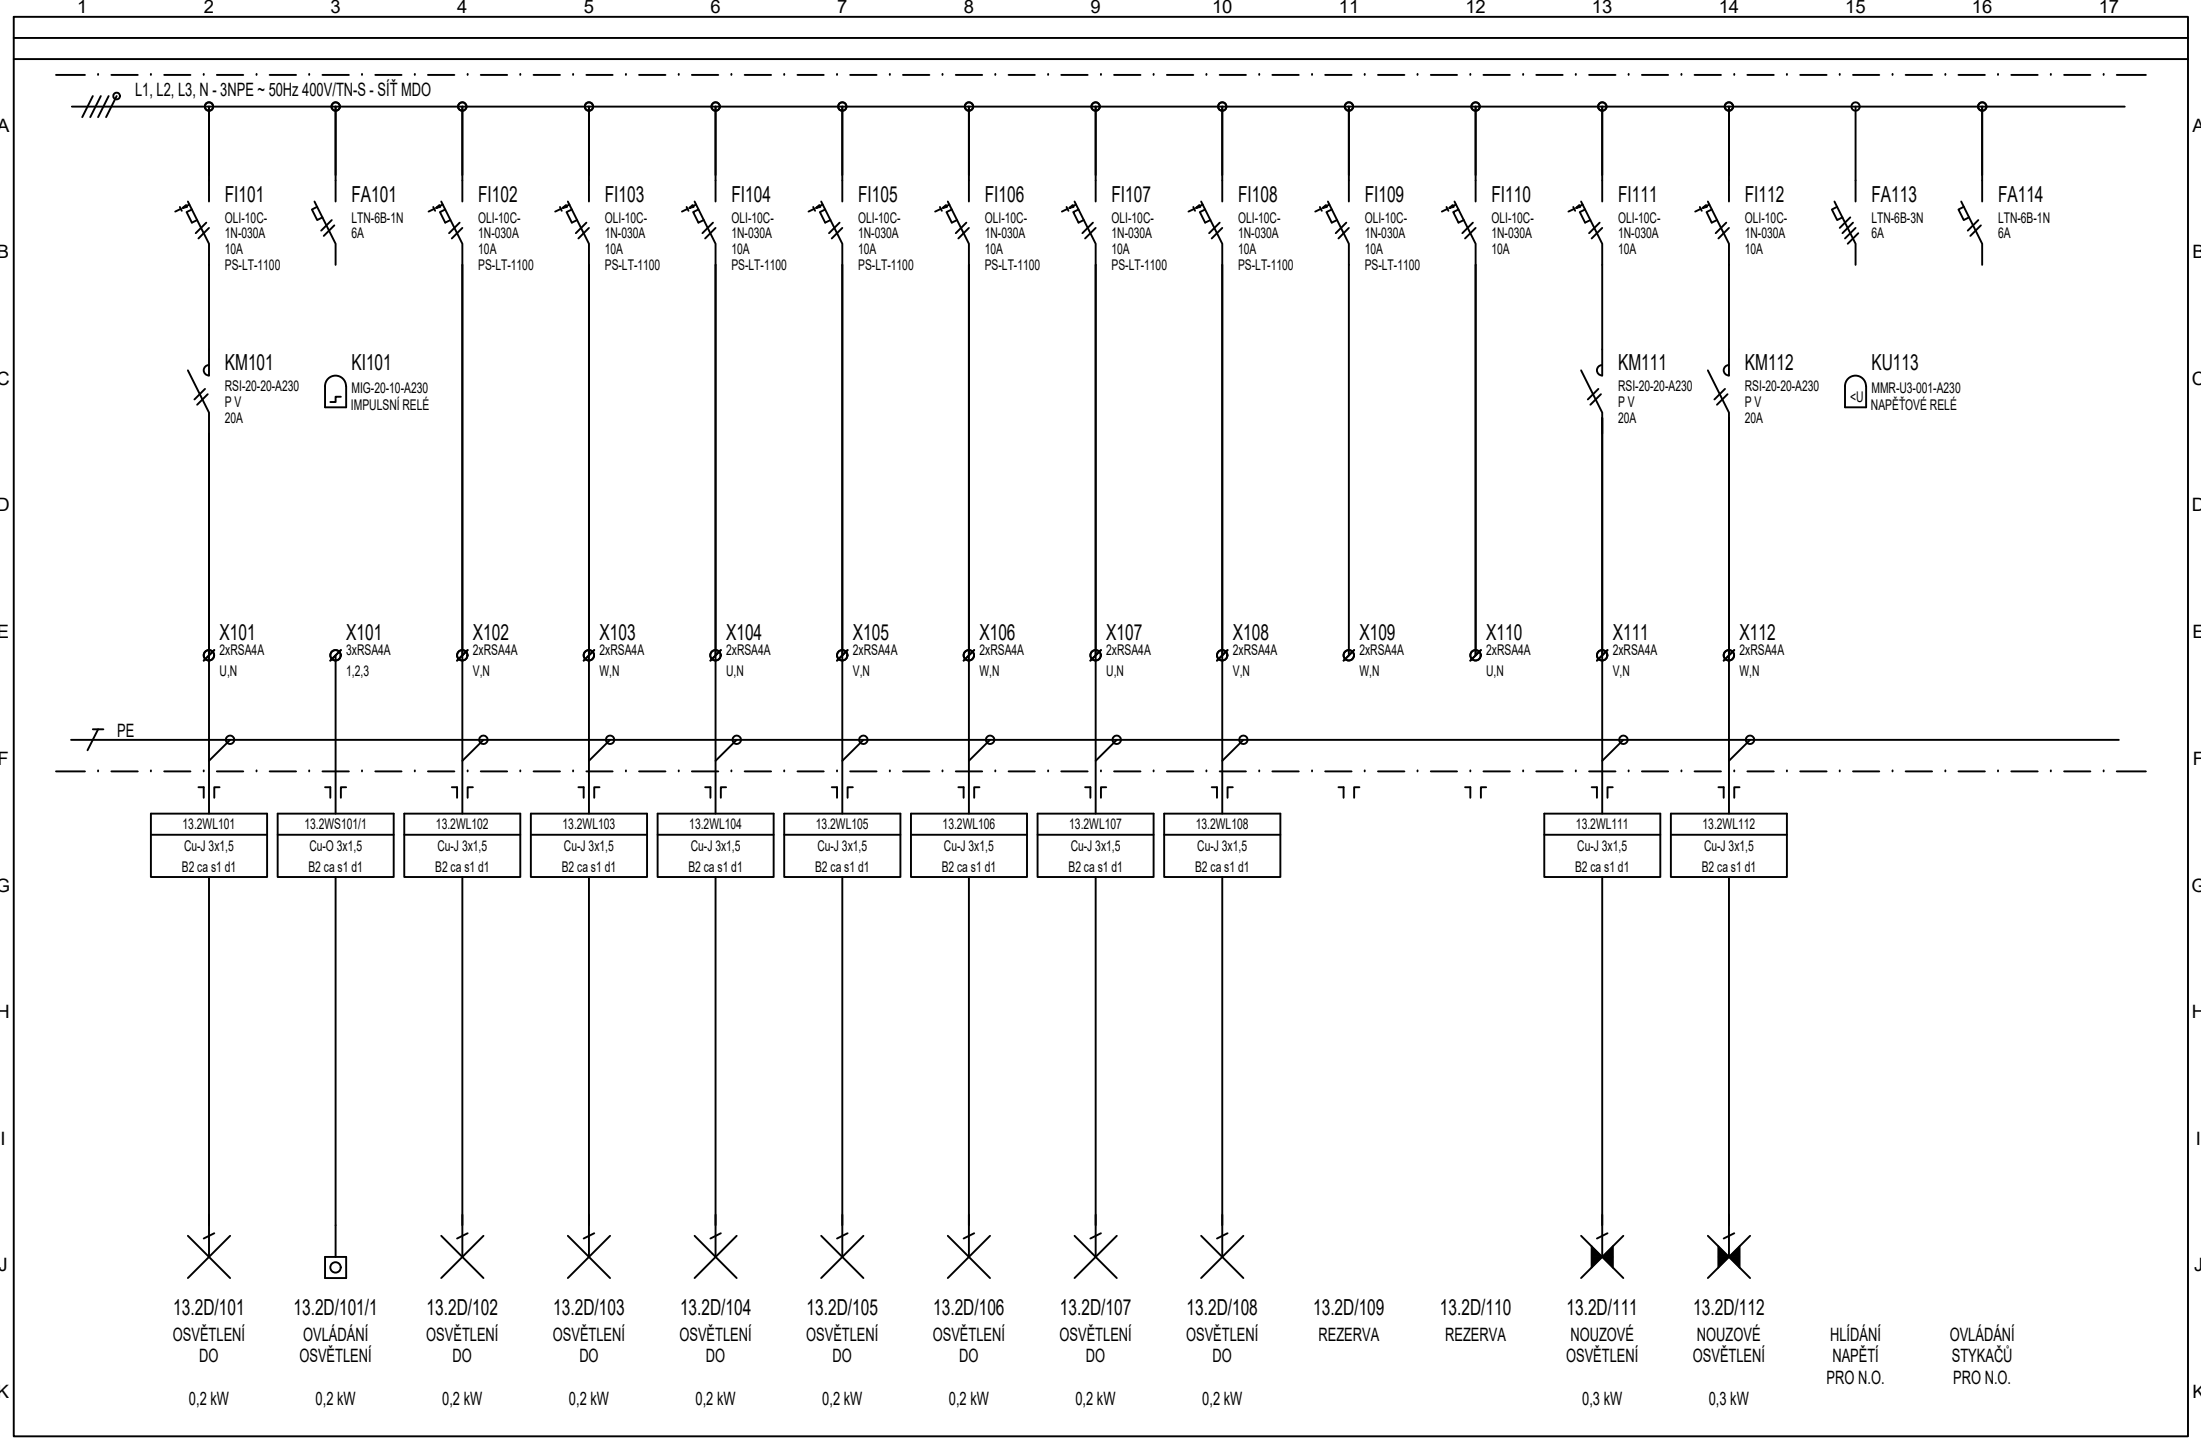 1 2 3 4 5 6 7 8 9 10 11 12 13 14 15 16 17
L1, L2, L3, N - 3NPE ~ 50Hz 400V/TN-S - SÍŤ MDO
A A
FI101 FA101 FI102 FI103 FI104 FI105 FI106 FI107 FI108 FI109 FI110 FI111 FI112 FA113 FA114
OLI-10C- LTN-6B-1N OLI-10C- OLI-10C- OLI-10C- OLI-10C- OLI-10C- OLI-10C- OLI-10C- OLI-10C- OLI-10C- OLI-10C- OLI-10C- LTN-6B-3N LTN-6B-1N
1N-030A 6A 1N-030A 1N-030A 1N-030A 1N-030A 1N-030A 1N-030A 1N-030A 1N-030A 1N-030A 1N-030A 1N-030A 6A 6A
B 10A 10A 10A 10A 10A 10A 10A 10A 10A 10A 10A 10A B
PS-LT-1100 PS-LT-1100 PS-LT-1100 PS-LT-1100 PS-LT-1100 PS-LT-1100 PS-LT-1100 PS-LT-1100 PS-LT-1100
KM101 KI101 KM111 KM112 KU113
C RSI-20-20-A230 MIG-20-10-A230 RSI-20-20-A230 RSI-20-20-A230 MMR-U3-001-A230 C
P V IMPULSNÍ RELÉ P V P V <U NAPĚŤOVÉ RELÉ
20A 20A 20A
D D
E X101 X101 X102 X103 X104 X105 X106 X107 X108 X109 X110 X111 X112 E
2xRSA4A 3xRSA4A 2xRSA4A 2xRSA4A 2xRSA4A 2xRSA4A 2xRSA4A 2xRSA4A 2xRSA4A 2xRSA4A 2xRSA4A 2xRSA4A 2xRSA4A
U,N 1,2,3 V,N W,N U,N V,N W,N U,N V,N W,N U,N V,N W,N
PE
F F
13.2WL101 13.2WS101/1 13.2WL102 13.2WL103 13.2WL104 13.2WL105 13.2WL106 13.2WL107 13.2WL108 13.2WL111 13.2WL112
Cu-J 3x1,5 Cu-O 3x1,5 Cu-J 3x1,5 Cu-J 3x1,5 Cu-J 3x1,5 Cu-J 3x1,5 Cu-J 3x1,5 Cu-J 3x1,5 Cu-J 3x1,5 Cu-J 3x1,5 Cu-J 3x1,5
B2 ca s1 d1 B2 ca s1 d1 B2 ca s1 d1 B2 ca s1 d1 B2 ca s1 d1 B2 ca s1 d1 B2 ca s1 d1 B2 ca s1 d1 B2 ca s1 d1 B2 ca s1 d1 B2 ca s1 d1
G G
H H
I I
J J
13.2D/101 13.2D/101/1 13.2D/102 13.2D/103 13.2D/104 13.2D/105 13.2D/106 13.2D/107 13.2D/108 13.2D/109 13.2D/110 13.2D/111 13.2D/112
OSVĚTLENÍ OVLÁDÁNÍ OSVĚTLENÍ OSVĚTLENÍ OSVĚTLENÍ OSVĚTLENÍ OSVĚTLENÍ OSVĚTLENÍ OSVĚTLENÍ REZERVA REZERVA NOUZOVÉ NOUZOVÉ HLÍDÁNÍ OVLÁDÁNÍ
DO OSVĚTLENÍ DO DO DO DO DO DO DO OSVĚTLENÍ OSVĚTLENÍ NAPĚTÍ STYKAČŮ
PRO N.O. PRO N.O.
K 0,2 kW 0,2 kW 0,2 kW 0,2 kW 0,2 kW 0,2 kW 0,2 kW 0,2 kW 0,2 kW 0,3 kW 0,3 kW K